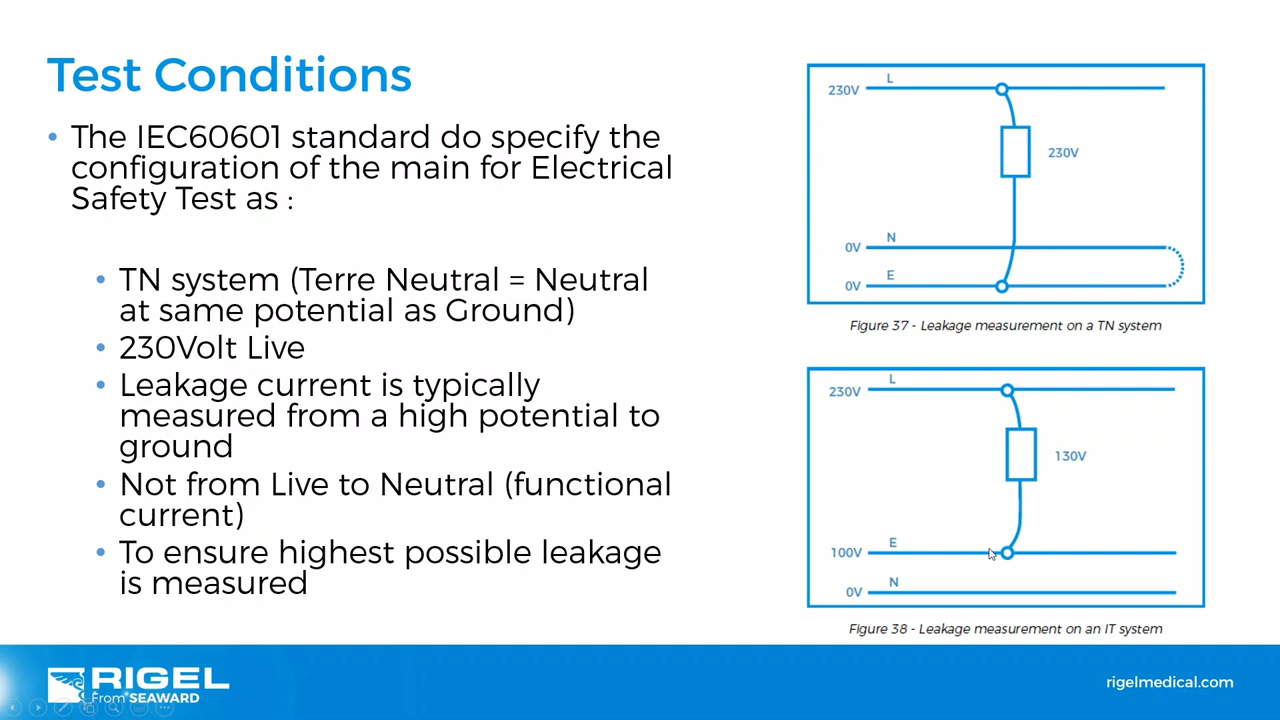 Test Conditions
• The IEC60601 standard do specify the
configuration of the main for Electrical
Safety Test as :
• TN system (Terre Neutral = Neutral
at same potential as Ground)
• 230Volt Live
• Leakage current is typically
measured from a high potential to
ground
• Not from Live to Neutral (functional
current)
• To ensure highest possible leakage
is measured
L
230V
230V
N
0V
E
0V
Figure 37 - Leakage measurement on a TN system
L
230V
130V
E
100V
N
0V
Figure 38 - Leakage measurement on an IT system
RIGEL
From SEAWARD
rigelmedical.com